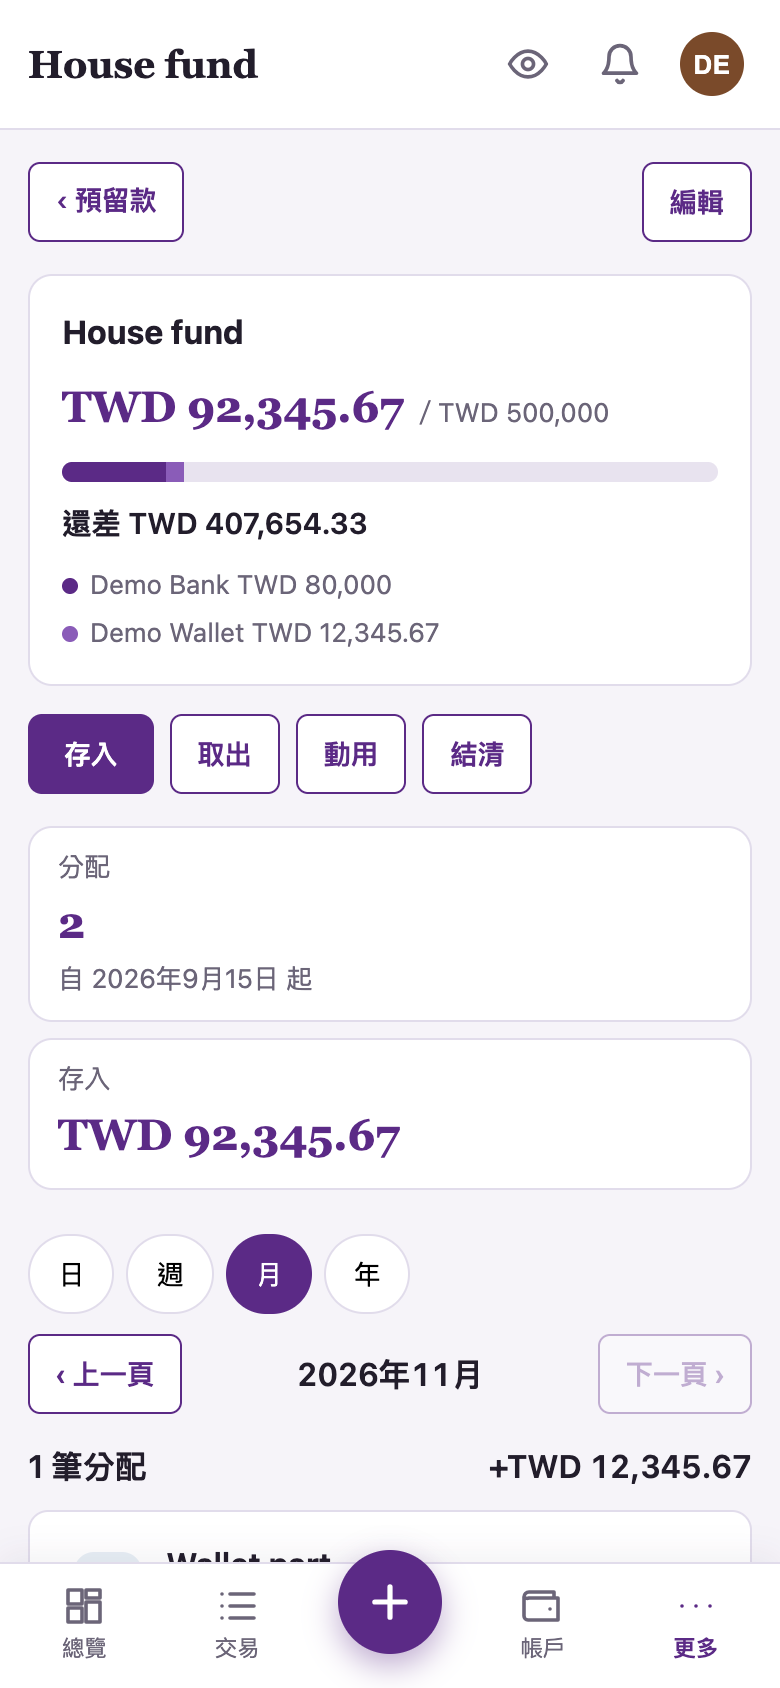 House fund
DE
‹ 預留款
編輯
House fund
TWD 92,345.67 / TWD 500,000
還差 TWD 407,654.33
Demo Bank TWD 80,000
Demo Wallet TWD 12,345.67
存入
取出
動用
結清
分配
2
自 2026年9月15日 起
存入
TWD 92,345.67
日
週
月
年
‹ 上一頁
2026年11月
下一頁 ›
1 筆分配
+TWD 12,345.67
Wallet part
總覽
交易
帳戶
更多